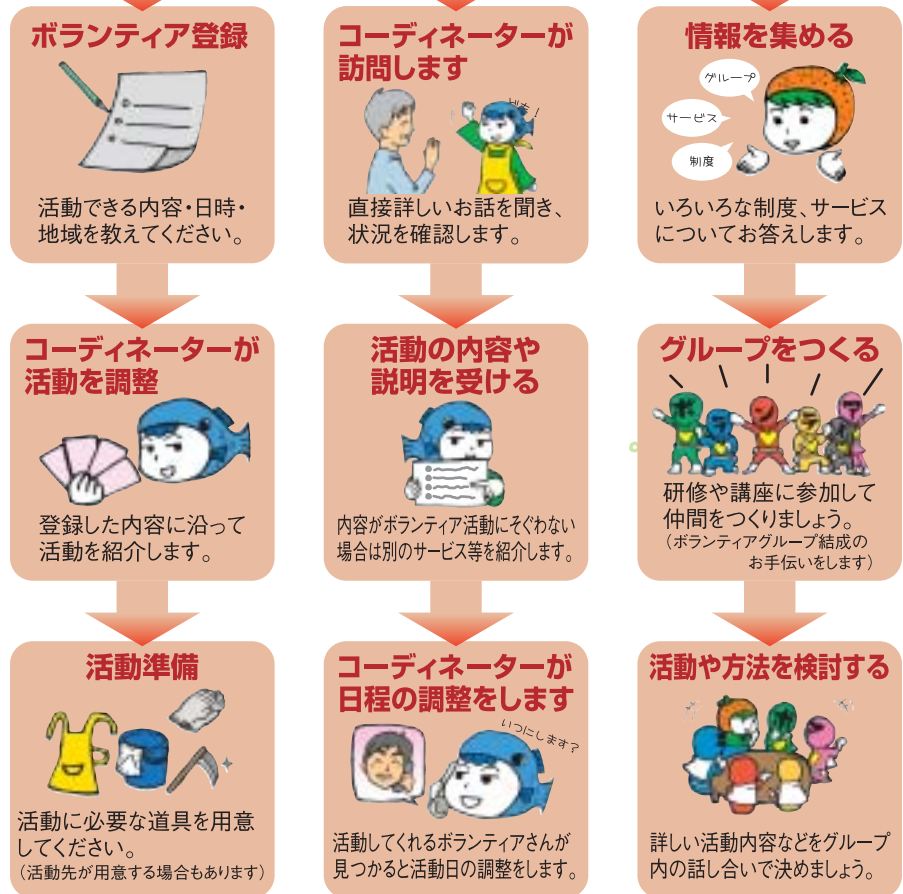 ボランティア登録
活動できる内容・日時・
地域を教えてください。
コーディネーターが
活動を調整
登録した内容に沿って
活動を紹介します。
活動準備
活動に必要な道具を用意
してください。
（活動先が用意する場合もあります）
コーディネーターが
訪問します
どき！
直接詳しいお話を聞き、
状況を確認します。
活動の内容や
説明を受ける
内容がボランティア活動にそぐわない
場合は別のサービス等を紹介します。
コーディネーターが
日程の調整をします
いつにします?
活動してくれるボランティアさんが
見つかると活動日の調整をします。
情報を集める
グループ
サービス
制度
いろいろな制度、サービス
についてお答えします。
グループをつくる
研修や講座に参加して
仲間をつくりましょう。
（ボランティアグループ結成の
お手伝いをします）
活動や方法を検討する
詳しい活動内容などをグループ
内の話し合いで決めましょう。